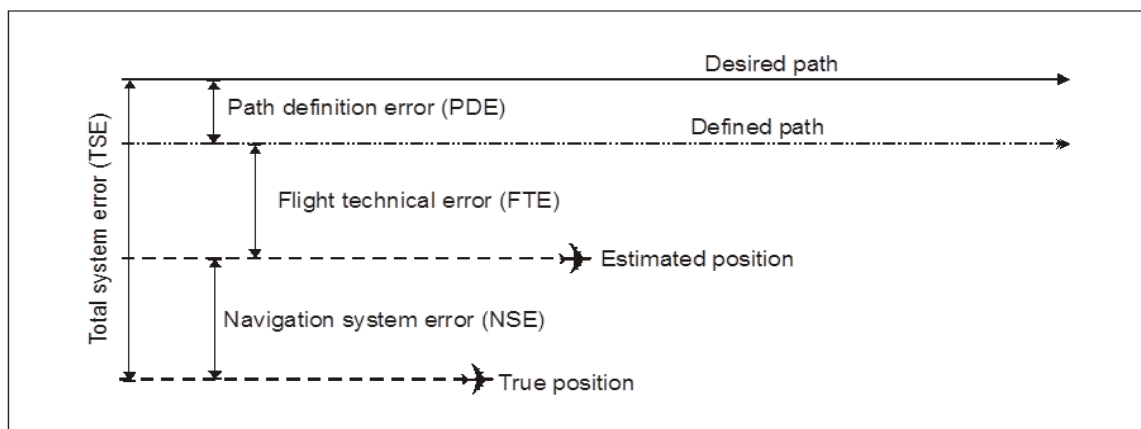 Desired path
Path definition error (PDE)
Defined path
Total system error (TSE)
Flight technical error (FTE)
Estimated position
Navigation system error (NSE)
True position